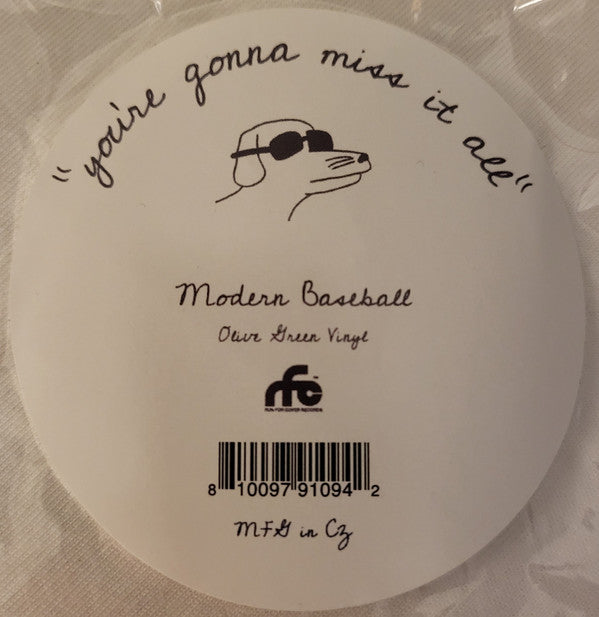 "you're gonna miss it all"
Modern Baseball
Olive Green Vinyl
rfc
RUN FOR COVER RECORDS
8 10097 91094 2
MFG in CZ